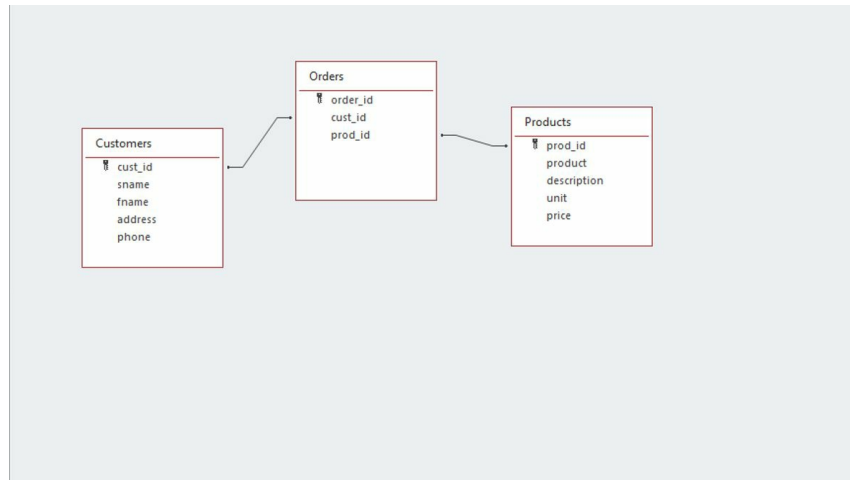 Customers
cust_id
sname
fname
address
phone
Orders
order_id
cust_id
prod_id
Products
prod_id
product
description
unit
price